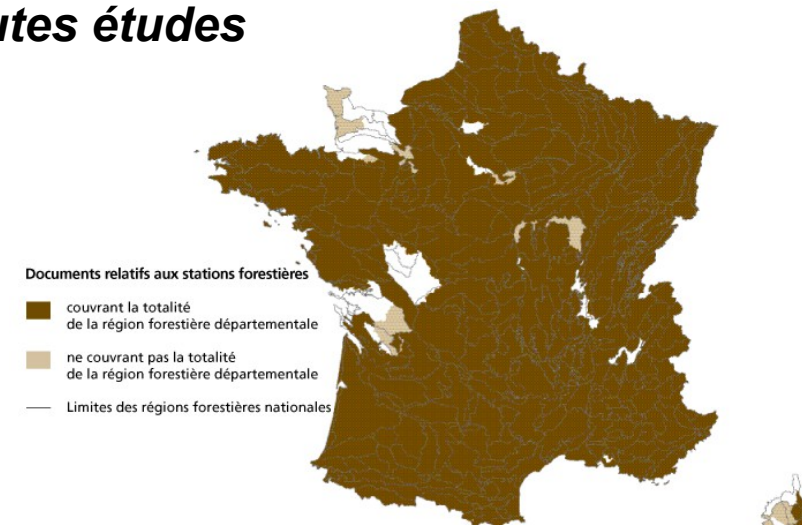 utes études
Documents relatifs aux stations forestières
couvrant la totalité
de la région forestière départementale
ne couvrant pas la totalité
de la région forestière départementale
Limites des régions forestières nationales